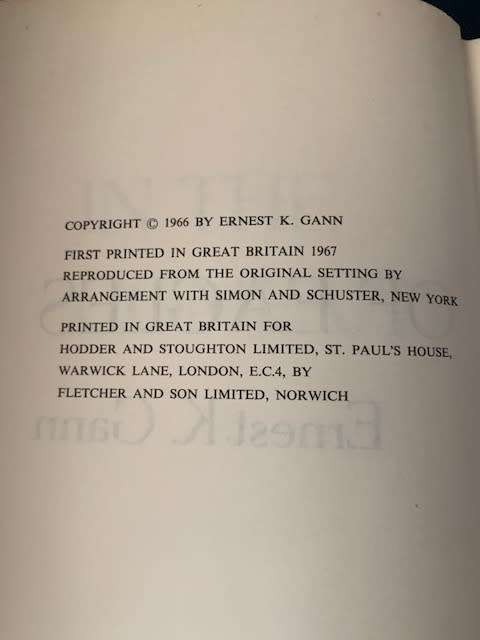 COPYRIGHT © 1966 BY ERNEST K. GANN
FIRST PRINTED IN GREAT BRITAIN 1967
REPRODUCED FROM THE ORIGINAL SETTING BY
ARRANGEMENT WITH SIMON AND SCHUSTER, NEW YORK
PRINTED IN GREAT BRITAIN FOR
HODDER AND STOUGHTON LIMITED, ST. PAUL'S HOUSE,
WARWICK LANE, LONDON, E.C.4, BY
FLETCHER AND SON LIMITED, NORWICH
Ernest K. Gann